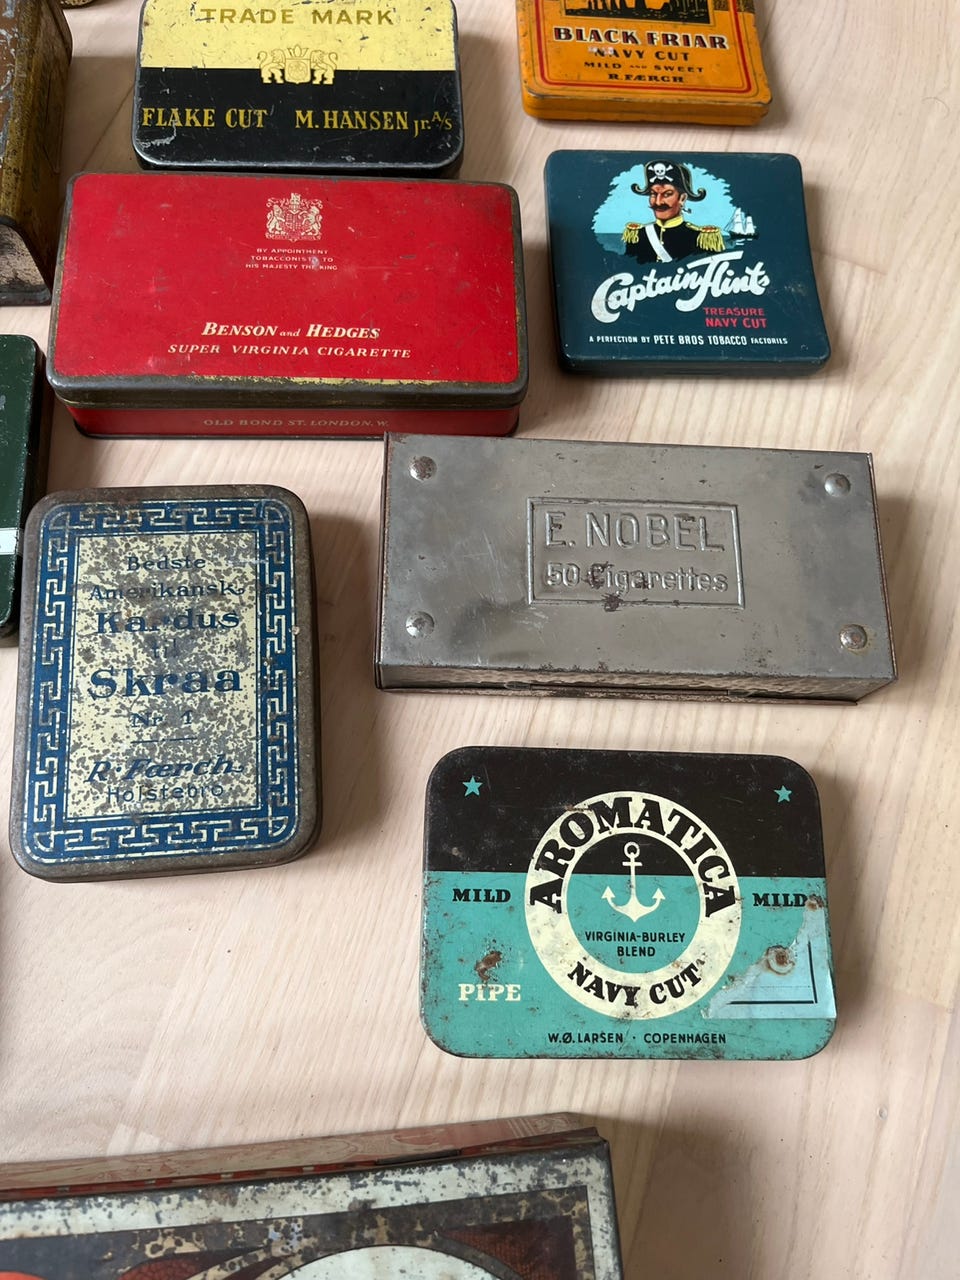 TRADE MARK
FLAKE CUT M. HANSEN jr. A/S
BLACK FRIAR
NAVY CUT
MILD AND SWEET
R. FÆRCH
BY APPOINTMENT
TOBACCONISTS TO
HIS MAJESTY THE KING
BENSON and HEDGES
SUPER VIRGINIA CIGARETTE
OLD BOND ST. LONDON. W.
Captain Flint's
TREASURE
NAVY CUT
A PERFECTION BY PETE BROS TOBACCO FACTORIES
E. NOBEL
50 Cigarettes
Bedste
Amerikansk
Kardus
til
Skraa
Nr. 1
R. Færch.
Holstebro
AROMATICA
MILD MILD
VIRGINIA-BURLEY
BLEND
PIPE NAVY CUT
W.Ø. LARSEN · COPENHAGEN